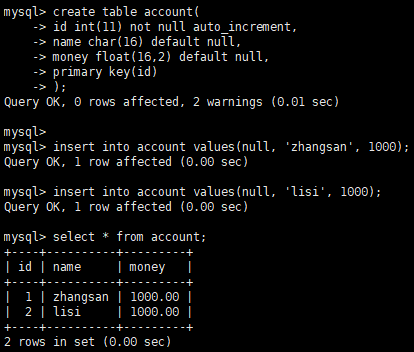 mysql> create table account(
    -> id int(11) not null auto_increment,
    -> name char(16) default null,
    -> money float(16,2) default null,
    -> primary key(id)
    -> );
Query OK, 0 rows affected, 2 warnings (0.01 sec)

mysql>
mysql> insert into account values(null, 'zhangsan', 1000);
Query OK, 1 row affected (0.00 sec)

mysql> insert into account values(null, 'lisi', 1000);
Query OK, 1 row affected (0.00 sec)

mysql> select * from account;
+----+----------+---------+
| id | name     | money   |
+----+----------+---------+
|  1 | zhangsan | 1000.00 |
|  2 | lisi     | 1000.00 |
+----+----------+---------+
2 rows in set (0.00 sec)